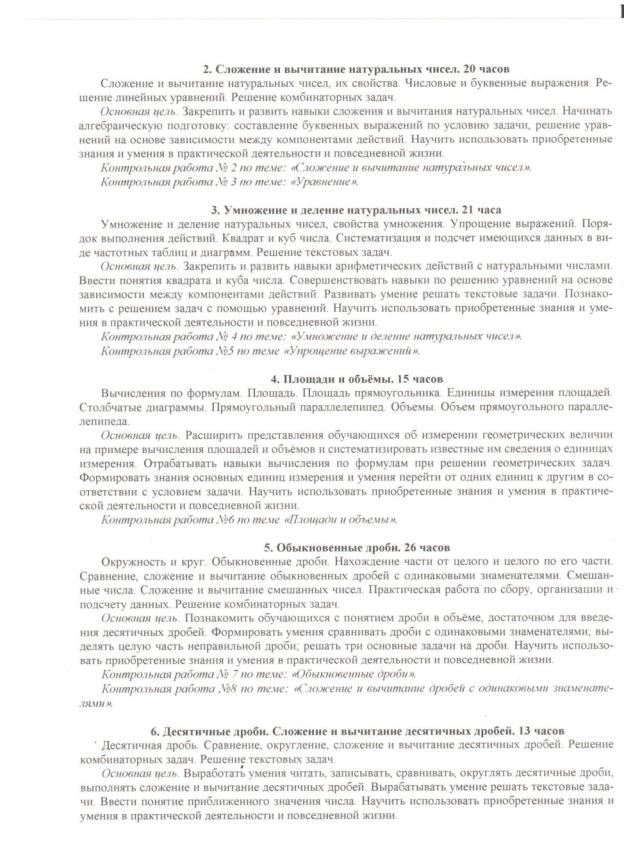 2. Сложение и вычитание натуральных чисел. 20 часов
Сложение и вычитание натуральных чисел, их свойства. Числовые и буквенные выражения. Ре-
шение линейных уравнений. Решение комбинаторных задач.
Основная цель. Закрепить и развить навыки сложения и вычитания натуральных чисел. Начинать
алгебраическую подготовку: составление буквенных выражений по условию задачи, решение урав-
нений на основе зависимости между компонентами действий. Научить использовать приобретенные
знания и умения в практической деятельности и повседневной жизни.
Контрольная работа № 2 по теме: «Сложение и вычитание натуральных чисел».
Контрольная работа № 3 по теме: «Уравнение».
3. Умножение и деление натуральных чисел. 21 часа
Умножение и деление натуральных чисел, свойства умножения. Упрощение выражений. Поря-
док выполнения действий. Квадрат и куб числа. Систематизация и подсчет имеющихся данных в ви-
де частотных таблиц и диаграмм. Решение текстовых задач.
Основная цель. Закрепить и развить навыки арифметических действий с натуральными числами.
Ввести понятия квадрата и куба числа. Совершенствовать навыки по решению уравнений на основе
зависимости между компонентами действий. Развивать умение решать текстовые задачи. Познако-
мить с решением задач с помощью уравнений. Научить использовать приобретенные знания и уме-
ния в практической деятельности и повседневной жизни.
Контрольная работа № 4 по теме: «Умножение и деление натуральных чисел».
Контрольная работа №5 по теме «Упрощение выражений».
4. Площади и объёмы. 15 часов
Вычисления по формулам. Площадь. Площадь прямоугольника. Единицы измерения площадей.
Столбчатые диаграммы. Прямоугольный параллелепипед. Объемы. Объем прямоугольного паралле-
лепипеда.
Основная цель. Расширить представления обучающихся об измерении геометрических величин
на примере вычисления площадей и объёмов и систематизировать известные им сведения о единицах
измерения. Отрабатывать навыки вычисления по формулам при решении геометрических задач.
Формировать знания основных единиц измерения и умения перейти от одних единиц к другим в со-
ответствии с условием задачи. Научить использовать приобретенные знания и умения в практиче-
ской деятельности и повседневной жизни.
Контрольная работа №6 по теме «Площади и объемы».
5. Обыкновенные дроби. 26 часов
Окружность и круг. Обыкновенные дроби. Нахождение части от целого и целого по его части.
Сравнение, сложение и вычитание обыкновенных дробей с одинаковыми знаменателями. Смешан-
ные числа. Сложение и вычитание смешанных чисел. Практическая работа по сбору, организации и
подсчету данных. Решение комбинаторных задач.
Основная цель. Познакомить обучающихся с понятием дроби в объёме, достаточном для введе-
ния десятичных дробей. Формировать умения сравнивать дроби с одинаковыми знаменателями; вы-
делять целую часть неправильной дроби; решать три основные задачи на дроби. Научить использо-
вать приобретенные знания и умения в практической деятельности и повседневной жизни.
Контрольная работа № 7 по теме: «Обыкновенные дроби».
Контрольная работа №8 по теме: «Сложение и вычитание дробей с одинаковыми знаменате-
лями».
6. Десятичные дроби. Сложение и вычитание десятичных дробей. 13 часов
Десятичная дробь. Сравнение, округление, сложение и вычитание десятичных дробей. Решение
комбинаторных задач. Решение текстовых задач.
Основная цель. Выработать умения читать, записывать, сравнивать, округлять десятичные дроби,
выполнять сложение и вычитание десятичных дробей. Вырабатывать умение решать текстовые зада-
чи. Ввести понятие приближенного значения числа. Научить использовать приобретенные знания и
умения в практической деятельности и повседневной жизни.